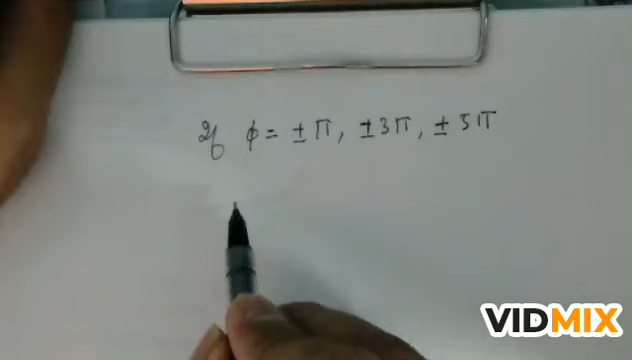 If φ = ± π, ± 3π, ± 5π
VIDMIX